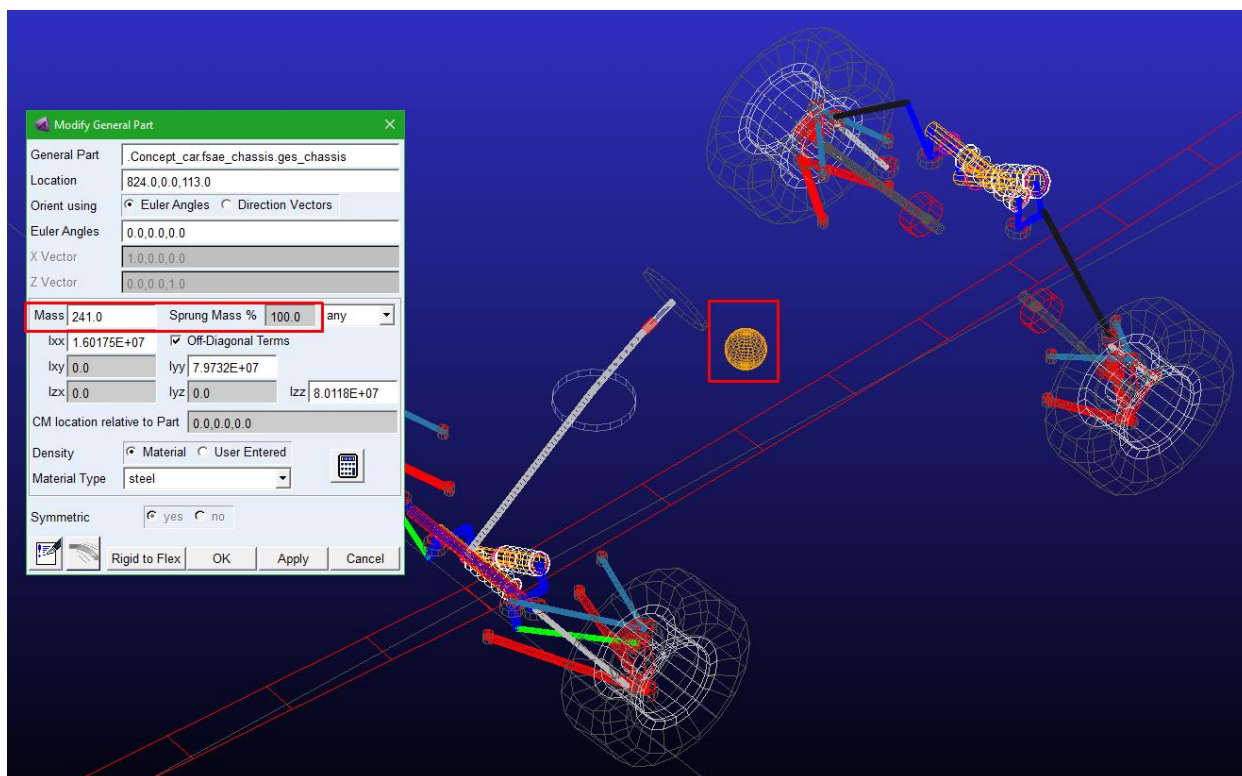 Modify General Part
General Part .Concept_car.fsae_chassis.ges_chassis
Location 824.0,0.0,113.0
Orient using Euler Angles Direction Vectors
Euler Angles 0.0,0.0,0.0
X Vector 1.0,0.0,0.0
Z Vector 0.0,0.0,1.0
Mass 241.0 Sprung Mass % 100.0 any
Ixx 1.60175E+07 Off-Diagonal Terms
Ixy 0.0 Iyy 7.9732E+07
Izx 0.0 Iyz 0.0 Izz 8.0118E+07
CM location relative to Part 0.0,0.0,0.0
Density Material User Entered
Material Type steel
Symmetric yes no
Rigid to Flex OK Apply Cancel